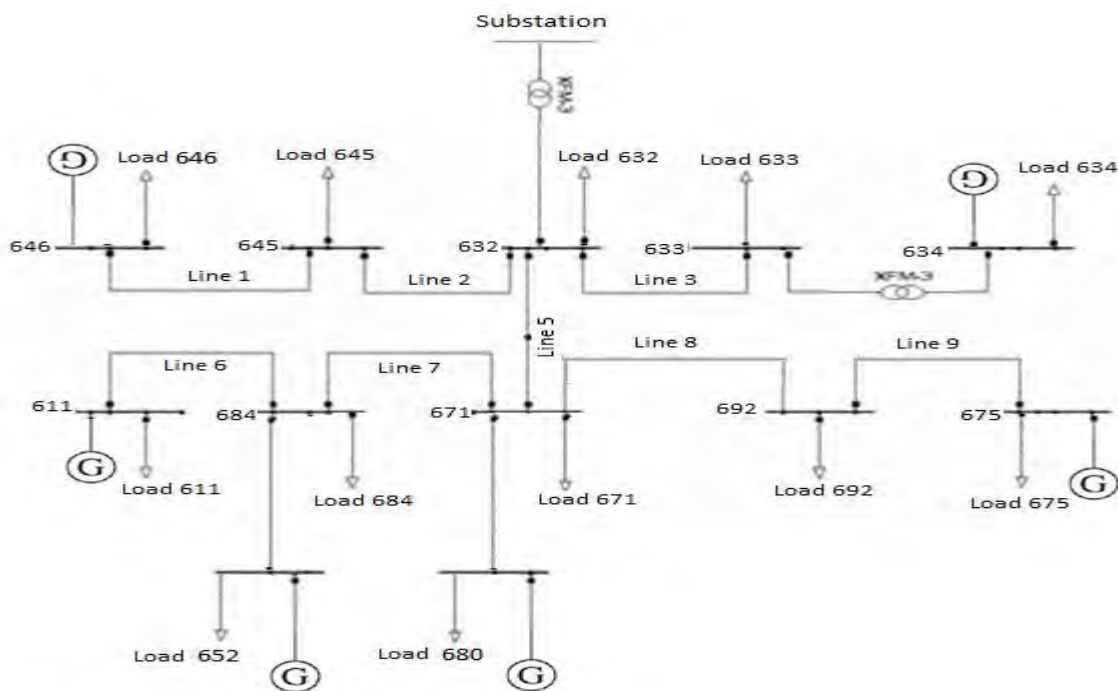 Substation
XFM-3
Load 646
Load 645
Load 632
Load 633
Load 634
G
G
646
645
632
633
634
Line 1
Line 2
Line 3
XFM-3
Line 5
Line 6
Line 7
Line 8
Line 9
611
684
671
692
675
G
Load 611
Load 684
Load 671
Load 692
Load 675
G
Load 652
G
Load 680
G